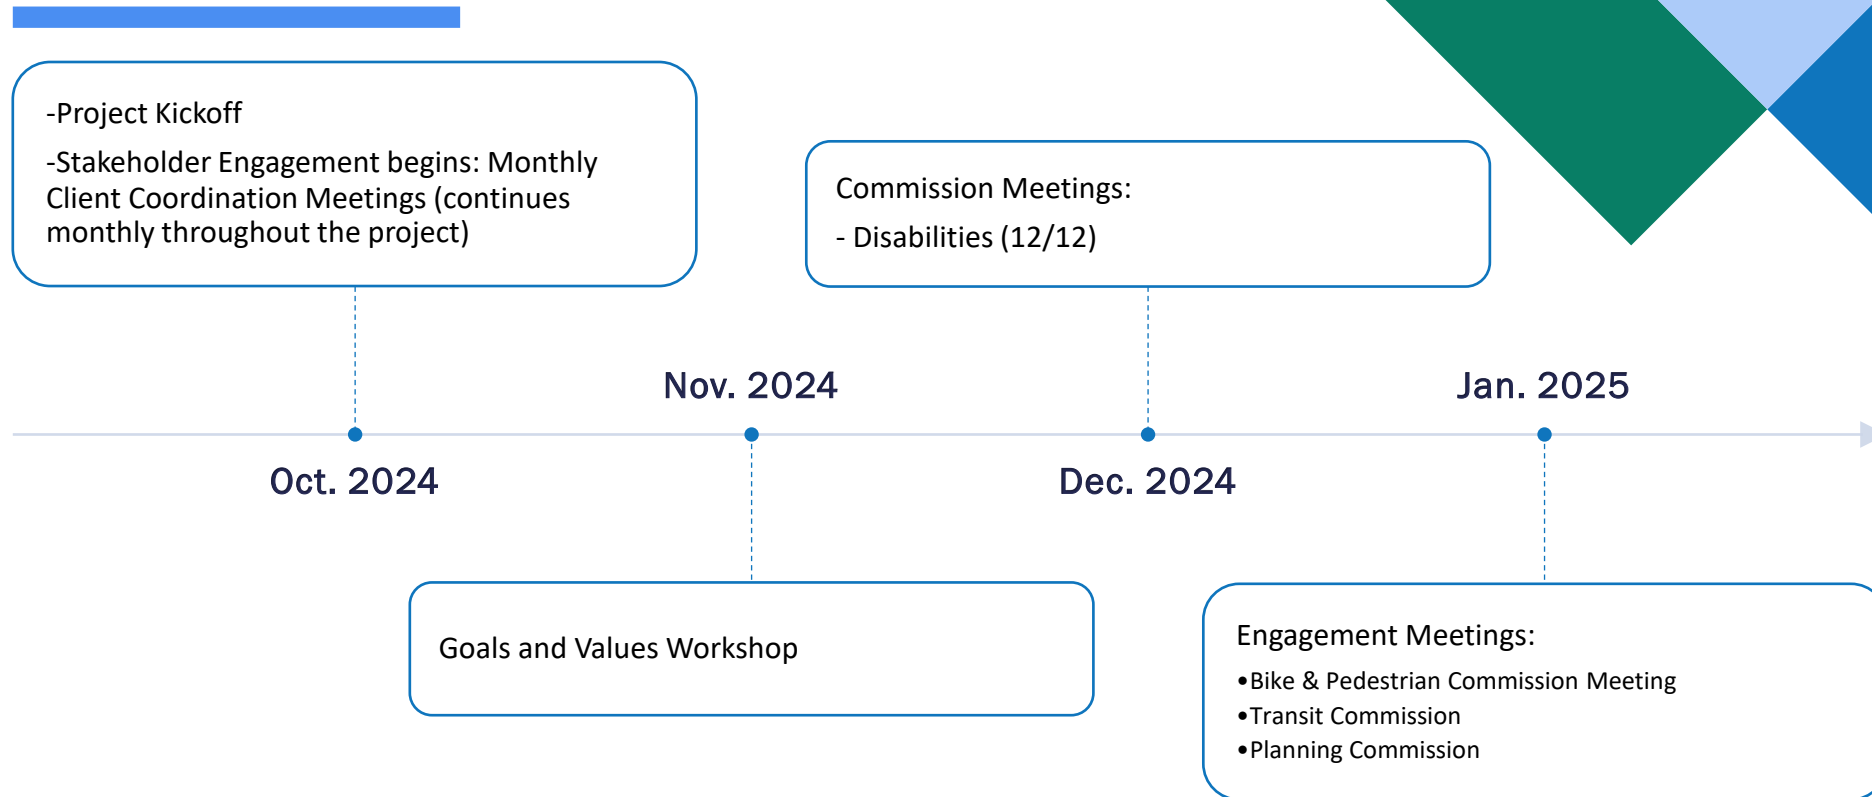 -Project Kickoff
-Stakeholder Engagement begins: Monthly
Client Coordination Meetings (continues
monthly throughout the project)
Commission Meetings:
- Disabilities (12/12)
Nov. 2024
Jan. 2025
Oct. 2024
Dec. 2024
Goals and Values Workshop
Engagement Meetings:
•Bike & Pedestrian Commission Meeting
•Transit Commission
•Planning Commission